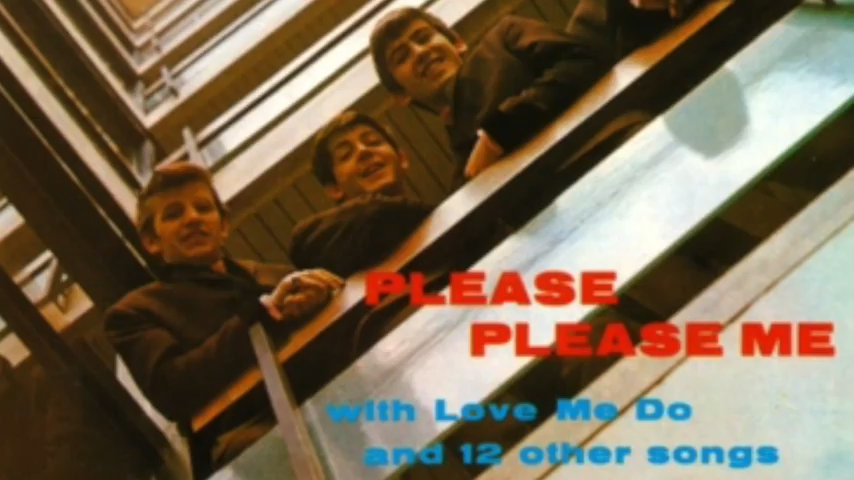 PLEASE
PLEASE ME
with Love Me Do
and 12 other songs